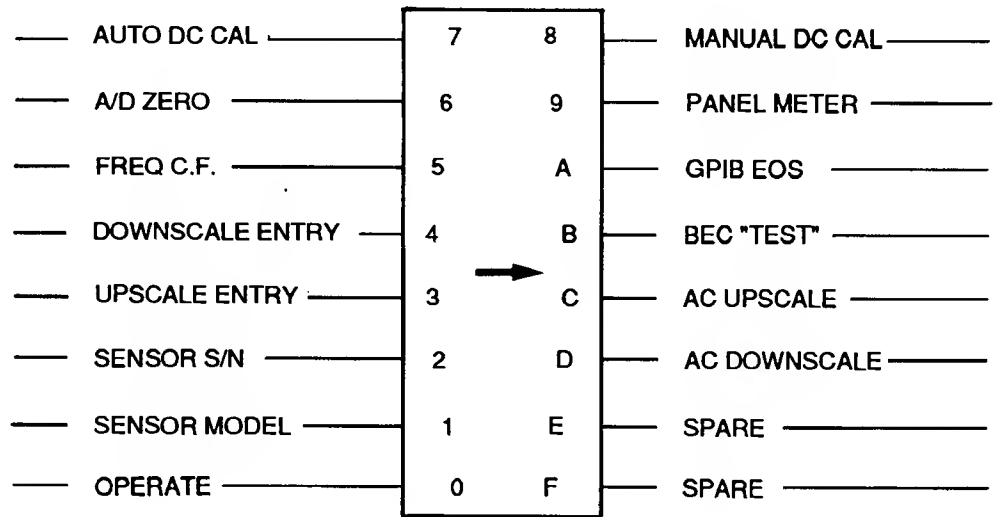 AUTO DC CAL 7 8 MANUAL DC CAL
A/D ZERO 6 9 PANEL METER
FREQ C.F. 5 A GPIB EOS
DOWNSCALE ENTRY 4 B BEC "TEST"
UPSCALE ENTRY 3 C AC UPSCALE
SENSOR S/N 2 D AC DOWNSCALE
SENSOR MODEL 1 E SPARE
OPERATE 0 F SPARE